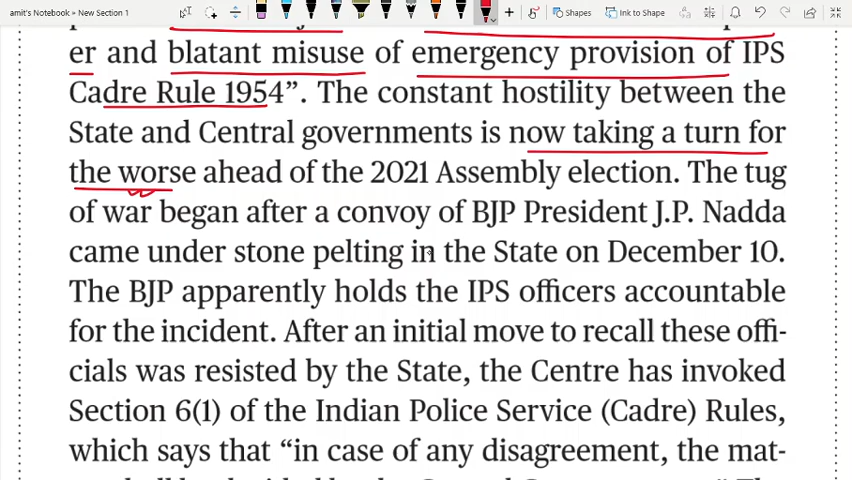 amit's Notebook » New Section 1
Shapes
Ink to Shape
er and blatant misuse of emergency provision of IPS
Cadre Rule 1954”. The constant hostility between the
State and Central governments is now taking a turn for
the worse ahead of the 2021 Assembly election. The tug
of war began after a convoy of BJP President J.P. Nadda
came under stone pelting in the State on December 10.
The BJP apparently holds the IPS officers accountable
for the incident. After an initial move to recall these offi-
cials was resisted by the State, the Centre has invoked
Section 6(1) of the Indian Police Service (Cadre) Rules,
which says that “in case of any disagreement, the mat-